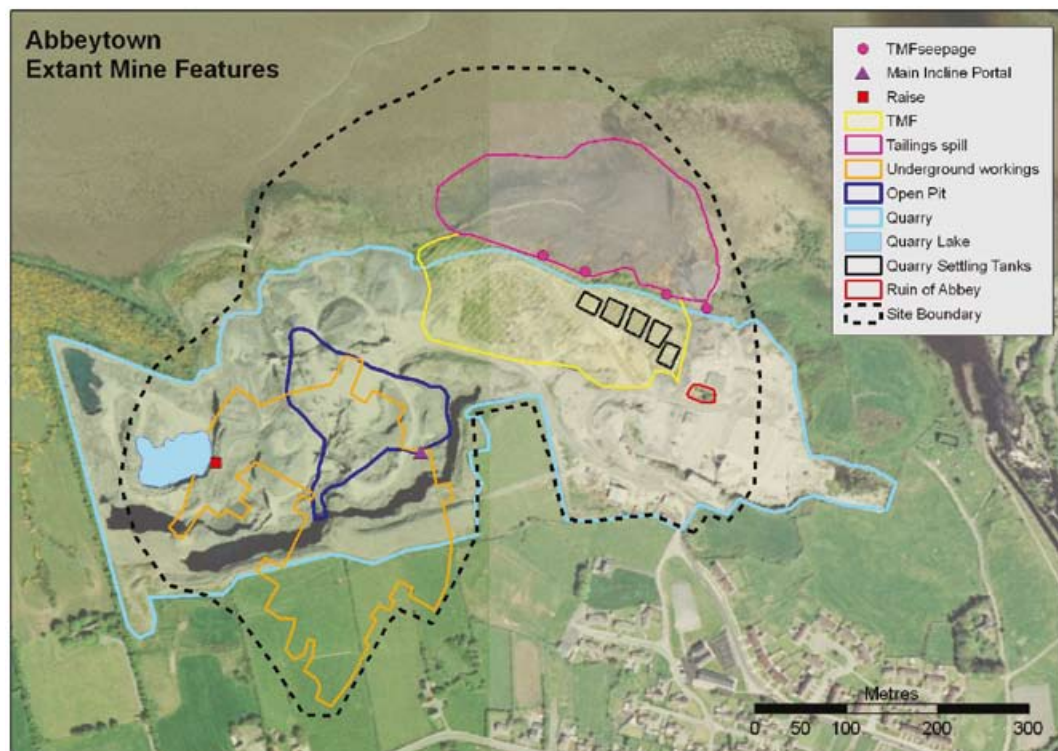 Abbeytown
Extant Mine Features
TMFseepage
Main Incline Portal
Raise
TMF
Tailings spill
Underground workings
Open Pit
Quarry
Quarry Lake
Quarry Settling Tanks
Ruin of Abbey
Site Boundary
Metres
0 50 100 200 300